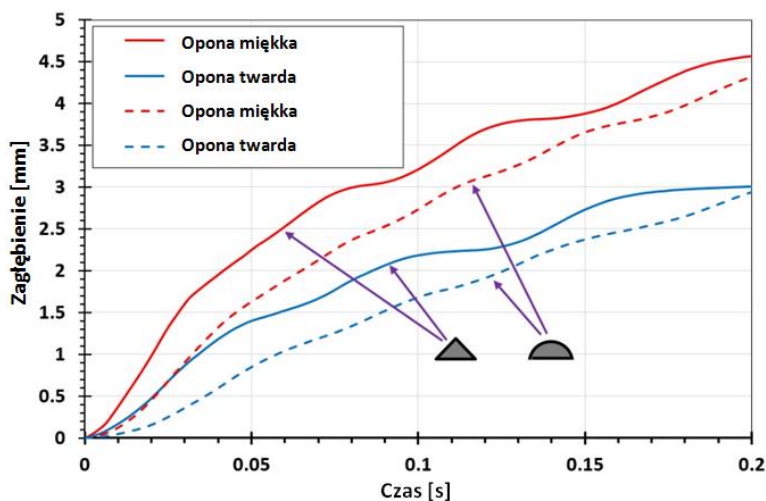 5
4.5
4
3.5
3
2.5
2
1.5
1
0.5
0
Zagłębienie [mm]
Opona miękka
Opona twarda
Opona miękka
Opona twarda
0 0.05 0.1 0.15 0.2
Czas [s]